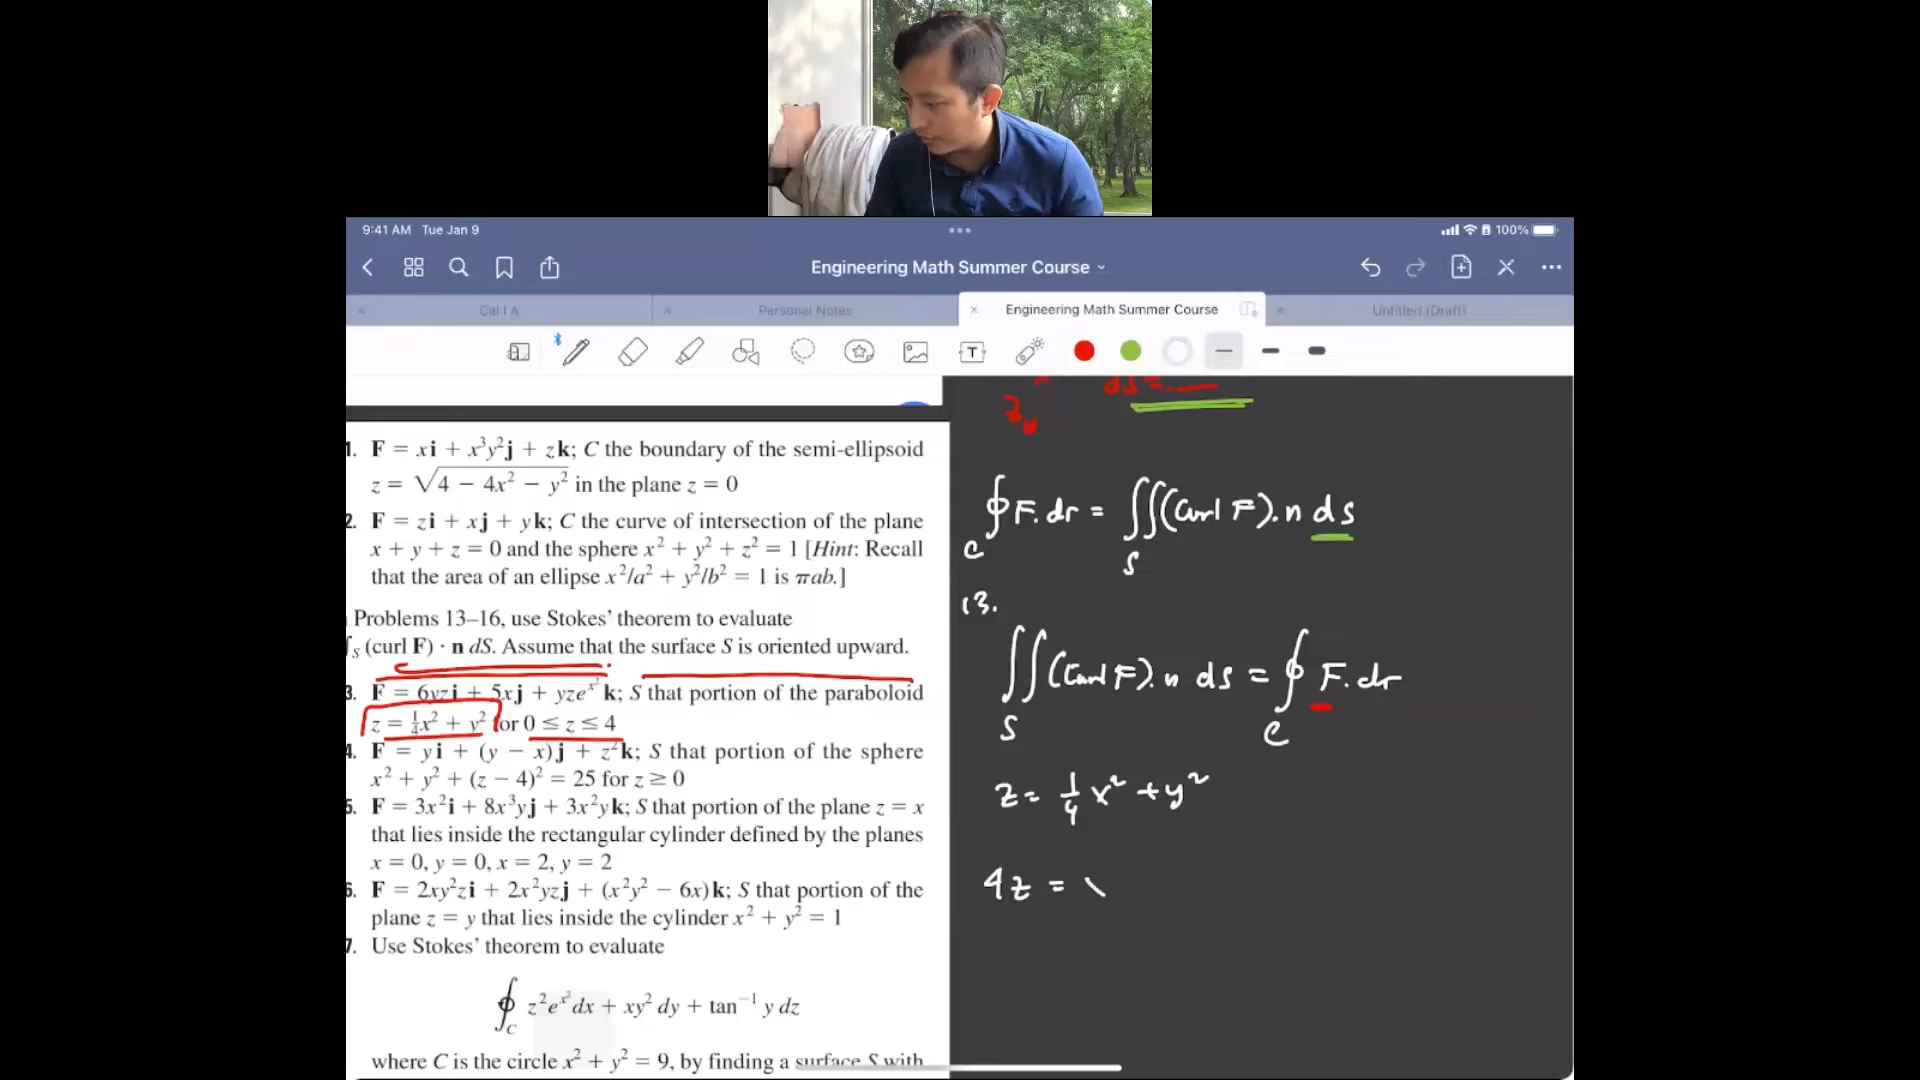 9:41 AM Tue Jan 9
100%
Engineering Math Summer Course
Cal I A
Personal Notes
Engineering Math Summer Course
Untitled (Draft)
T
ds = ...
1. F = xi + x³y²j + zk; C the boundary of the semi-ellipsoid
z = √(4 − 4x² − y²) in the plane z = 0
2. F = zi + xj + yk; C the curve of intersection of the plane
x + y + z = 0 and the sphere x² + y² + z² = 1 [Hint: Recall
that the area of an ellipse x²/a² + y²/b² = 1 is πab.]
Problems 13–16, use Stokes' theorem to evaluate
∫S (curl F) · n dS. Assume that the surface S is oriented upward.
3. F = 6yzi + 5xj + yzeˣ² k; S that portion of the paraboloid
z = ¼x² + y² for 0 ≤ z ≤ 4
4. F = yi + (y − x)j + z²k; S that portion of the sphere
x² + y² + (z − 4)² = 25 for z ≥ 0
5. F = 3x²i + 8x³yj + 3x²yk; S that portion of the plane z = x
that lies inside the rectangular cylinder defined by the planes
x = 0, y = 0, x = 2, y = 2
6. F = 2xy²zi + 2x²yzj + (x²y² − 6x)k; S that portion of the
plane z = y that lies inside the cylinder x² + y² = 1
7. Use Stokes' theorem to evaluate
∮C z²eˣ² dx + xy² dy + tan⁻¹ y dz
where C is the circle x² + y² = 9, by finding a surface S with
∮C F.dr = ∬S (Curl F).n ds
13.
∬S (Curl F).n ds = ∮C F.dr
z = ¼ x² + y²
4z =